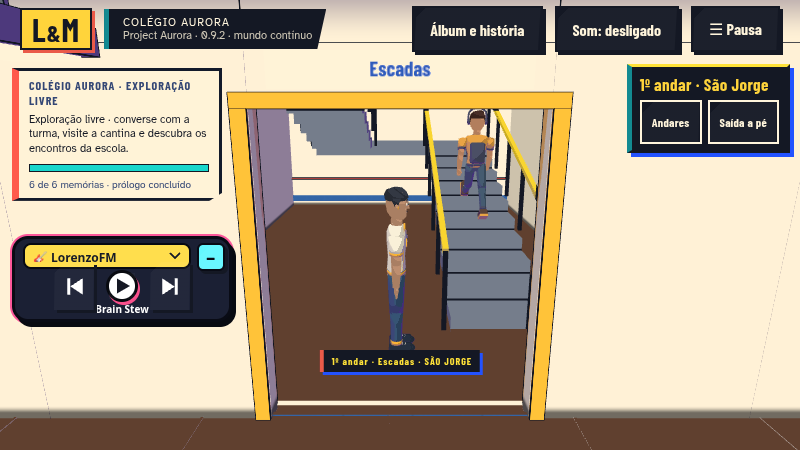 L&M
COLÉGIO AURORA
Project Aurora · 0.9.2 · mundo contínuo
Álbum e história
Som: desligado
☰ Pausa
Escadas
COLÉGIO AURORA · EXPLORAÇÃO
LIVRE
Exploração livre · converse com a
turma, visite a cantina e descubra os
encontros da escola.
6 de 6 memórias · prólogo concluído
1º andar · São Jorge
Andares
Saída a pé
🎸 LorenzoFM
Brain Stew
1º andar · Escadas · SÃO JORGE